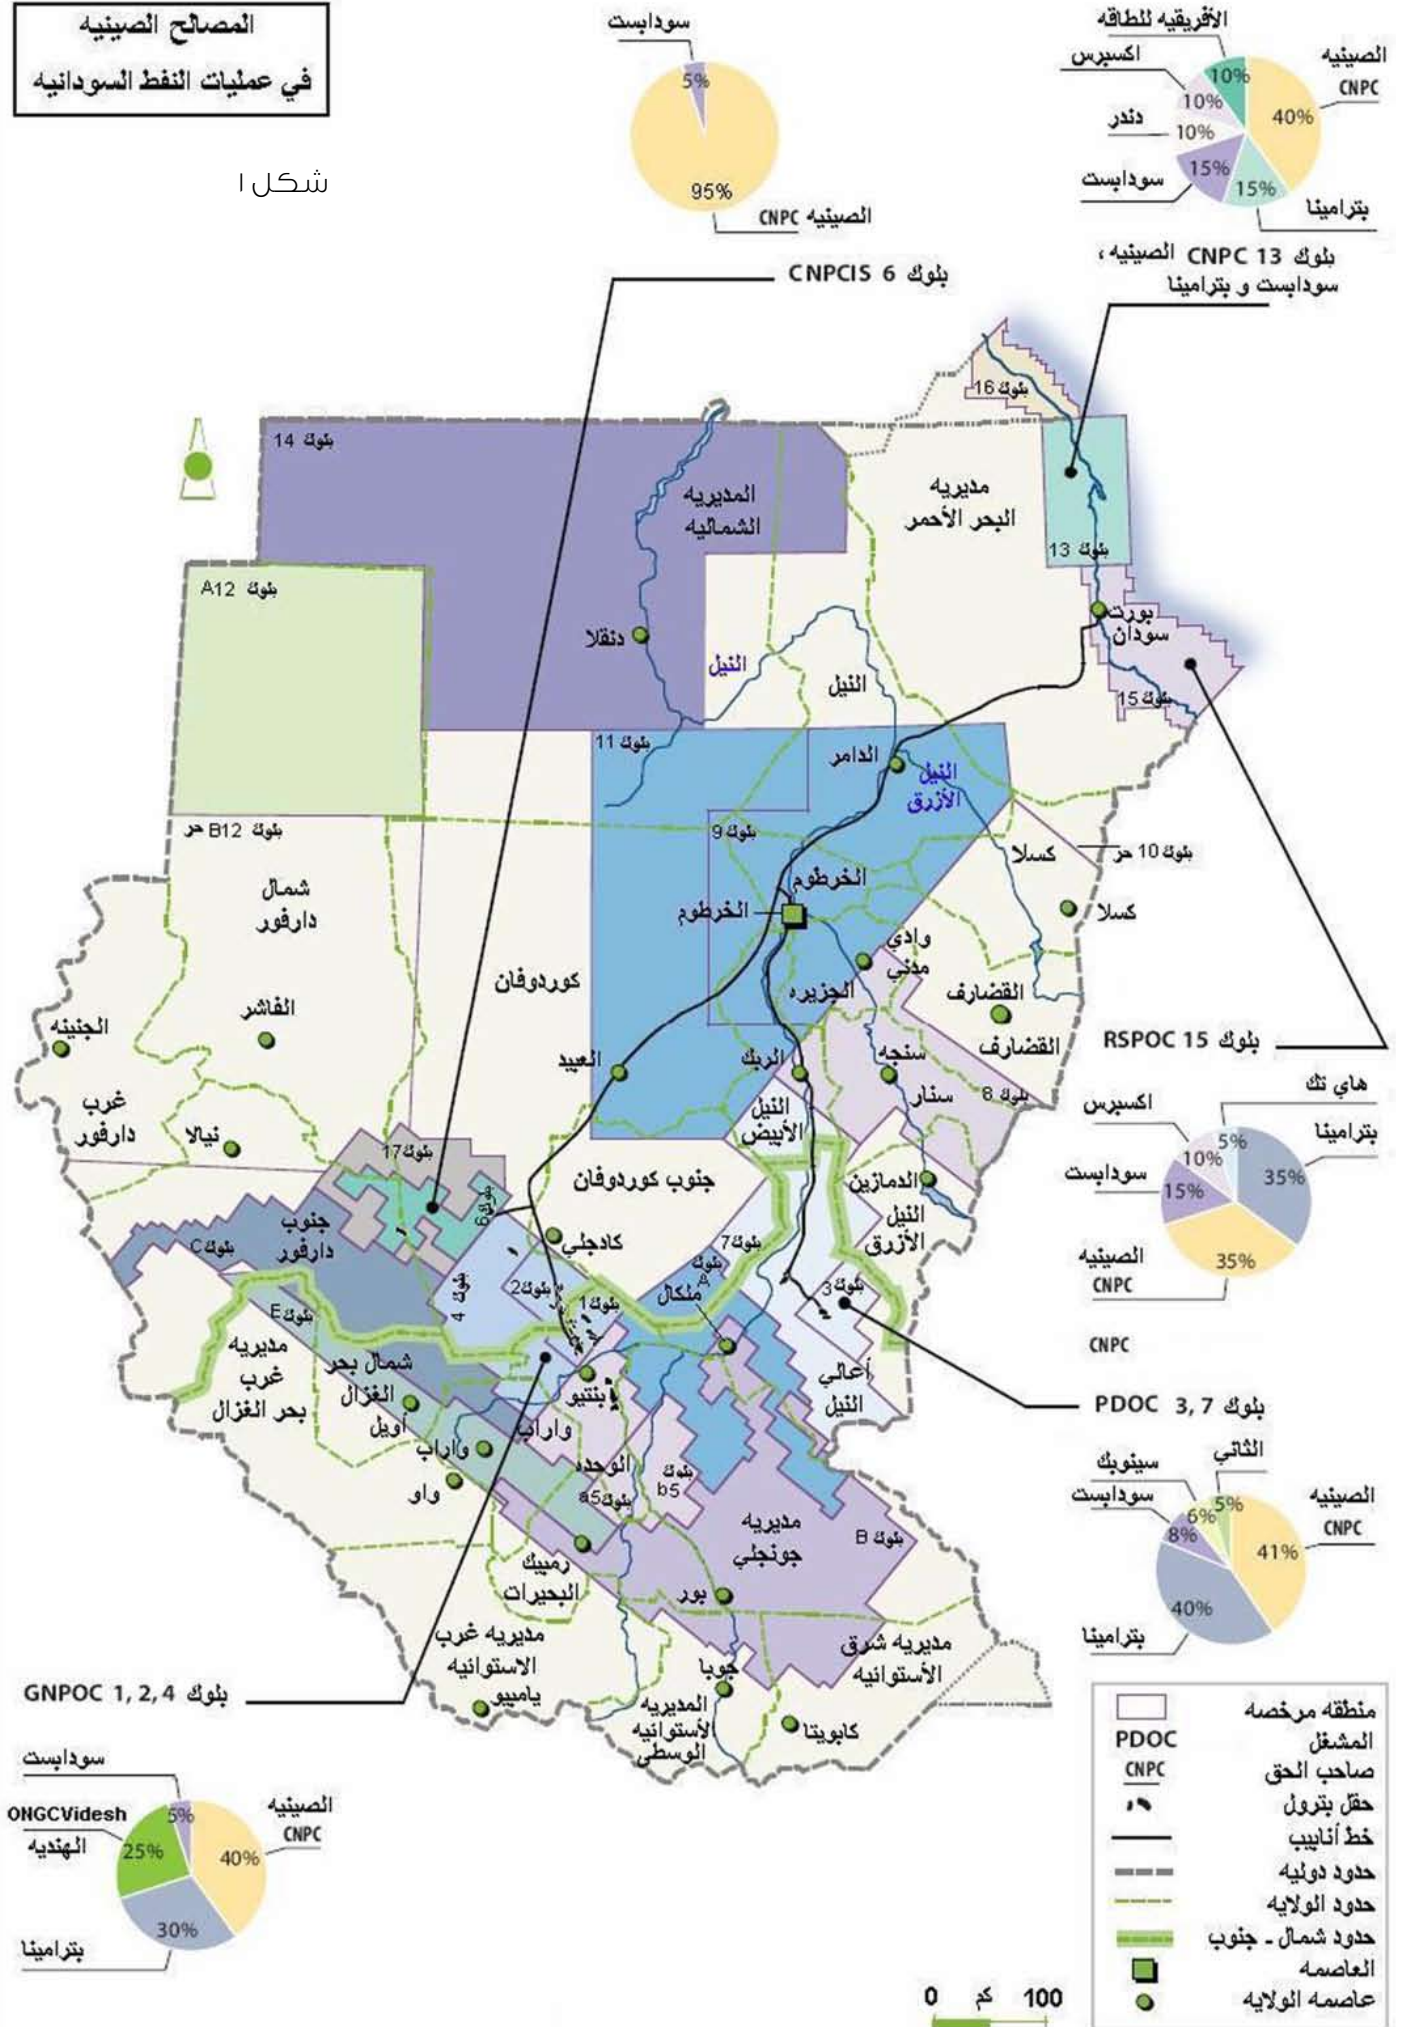 المصالح الصينيه
في عمليات النفط السودانيه
شكل ١
سودابست
5%
95%
الصينيه CNPC
الأفريقيه للطاقه
اكسبرس
دندر
سودابست
بترامينا
الصينيه
CNPC
10%
10%
10%
15%
15%
40%
بلوك 6 CNPCIS
بلوك 13 CNPC الصينيه ،
سودابست و بترامينا
بلوك 16
بلوك 14
المديريه
الشماليه
مديريه
البحر الأحمر
بلوك 13
بلوك A12
دنقلا
النيل
النيل
بورت
سودان
بلوك 15
بلوك 11
الدامر
النيل
الأزرق
بلوك B12 حر
بلوك 9
كسلا
بلوك 10 حر
شمال
دارفور
الخرطوم
الخرطوم
كسلا
كوردوفان
وادي
مدني
الجزيره
القضارف
القضارف
الفاشر
الجنينه
العبيد
الربك
سنجه
سنار
بلوك 8
بلوك 15 RSPOC
غرب
دارفور
نيالا
النيل
الأبيض
بلوك 17
جنوب كوردوفان
الدمازين
النيل
الأزرق
بلوك 6
جنوب
دارفور
بلوك C
كادجلي
بلوك 7
بلوك
A
ملكال
بلوك 3
بلوك 4
بلوك 2
بلوك 1
بلوك E
مديريه
غرب
بحر الغزال
شمال بحر
الغزال
أويل
بنتيو
أعالي
النيل
واراب
واراب
الوحده
واو
بلوك a5
بلوك
b5
مديريه
جونجلي
بلوك B
رمبيك
البحيرات
بور
مديريه غرب
الاستوائيه
يامبيو
مديريه شرق
الأستوائيه
جوبا
المديريه
لأستوائيه
الوسطى
كابويتا
هاي تك
اكسبرس
سودابست
بترامينا
الصينيه
CNPC
5%
10%
15%
35%
35%
CNPC
بلوك 3, 7 PDOC
الثاني
سينوبك
سودابست
بترامينا
الصينيه
CNPC
5%
6%
8%
40%
41%
بلوك 1, 2, 4 GNPOC
سودابست
ONGCVidesh
الهنديه
بترامينا
الصينيه
CNPC
5%
25%
30%
40%
منطقه مرخصه
PDOC المشغل
CNPC صاحب الحق
حقل بترول
خط أنابيب
حدود دوليه
حدود الولايه
حدود شمال - جنوب
العاصمه
عاصمه الولايه
0 كم 100